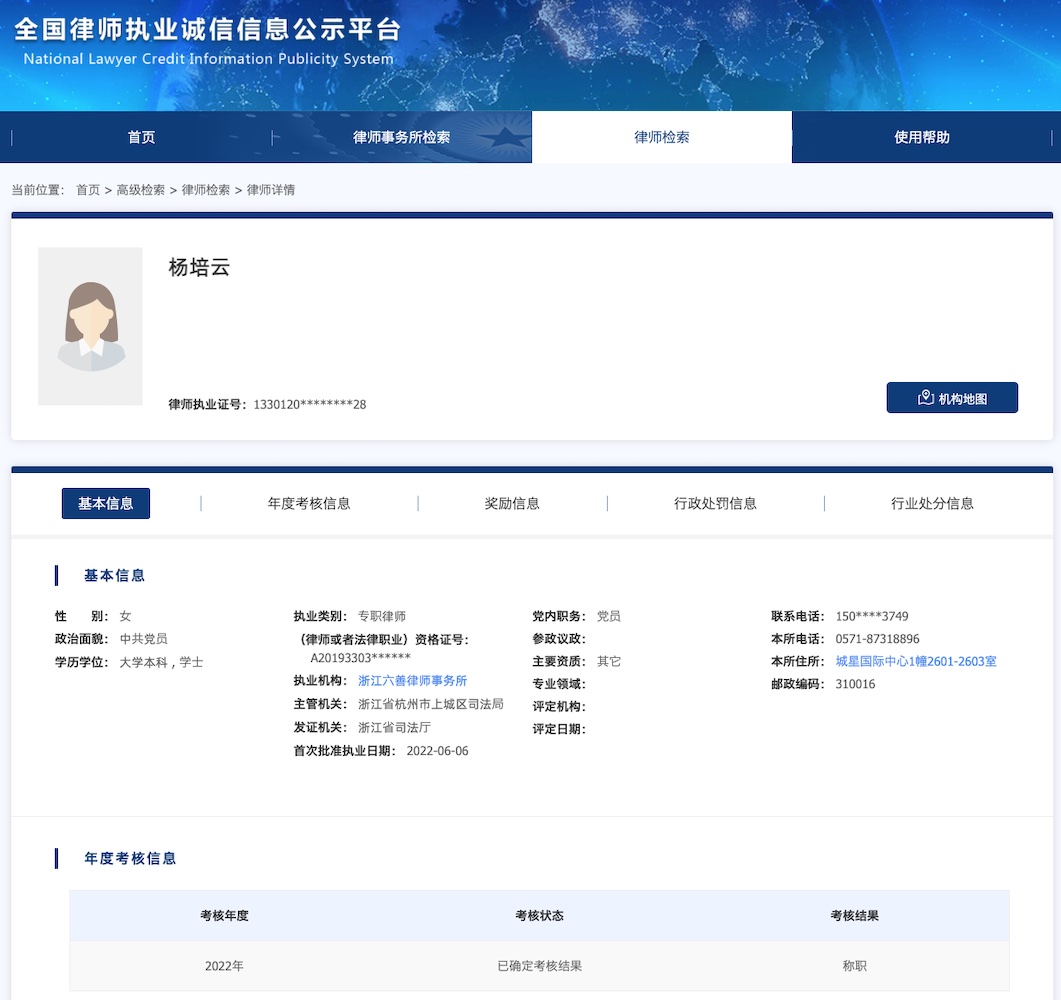 全国律师执业诚信信息公示平台
National Lawyer Credit Information Publicity System
首页 律师事务所检索 律师检索 使用帮助
当前位置： 首页 > 高级检索 > 律师检索 > 律师详情
杨培云
律师执业证号：1330120********28
机构地图
基本信息 年度考核信息 奖励信息 行政处罚信息 行业处分信息
基本信息
性 别： 女
政治面貌： 中共党员
学历学位： 大学本科，学士
执业类别： 专职律师
（律师或者法律职业）资格证号：
A20193303******
执业机构： 浙江六善律师事务所
主管机关： 浙江省杭州市上城区司法局
发证机关： 浙江省司法厅
首次批准执业日期： 2022-06-06
党内职务： 党员
参政议政：
主要资质： 其它
专业领域：
评定机构：
评定日期：
联系电话： 150****3749
本所电话： 0571-87318896
本所住所： 城星国际中心1幢2601-2603室
邮政编码： 310016
年度考核信息
考核年度 考核状态 考核结果
2022年 已确定考核结果 称职